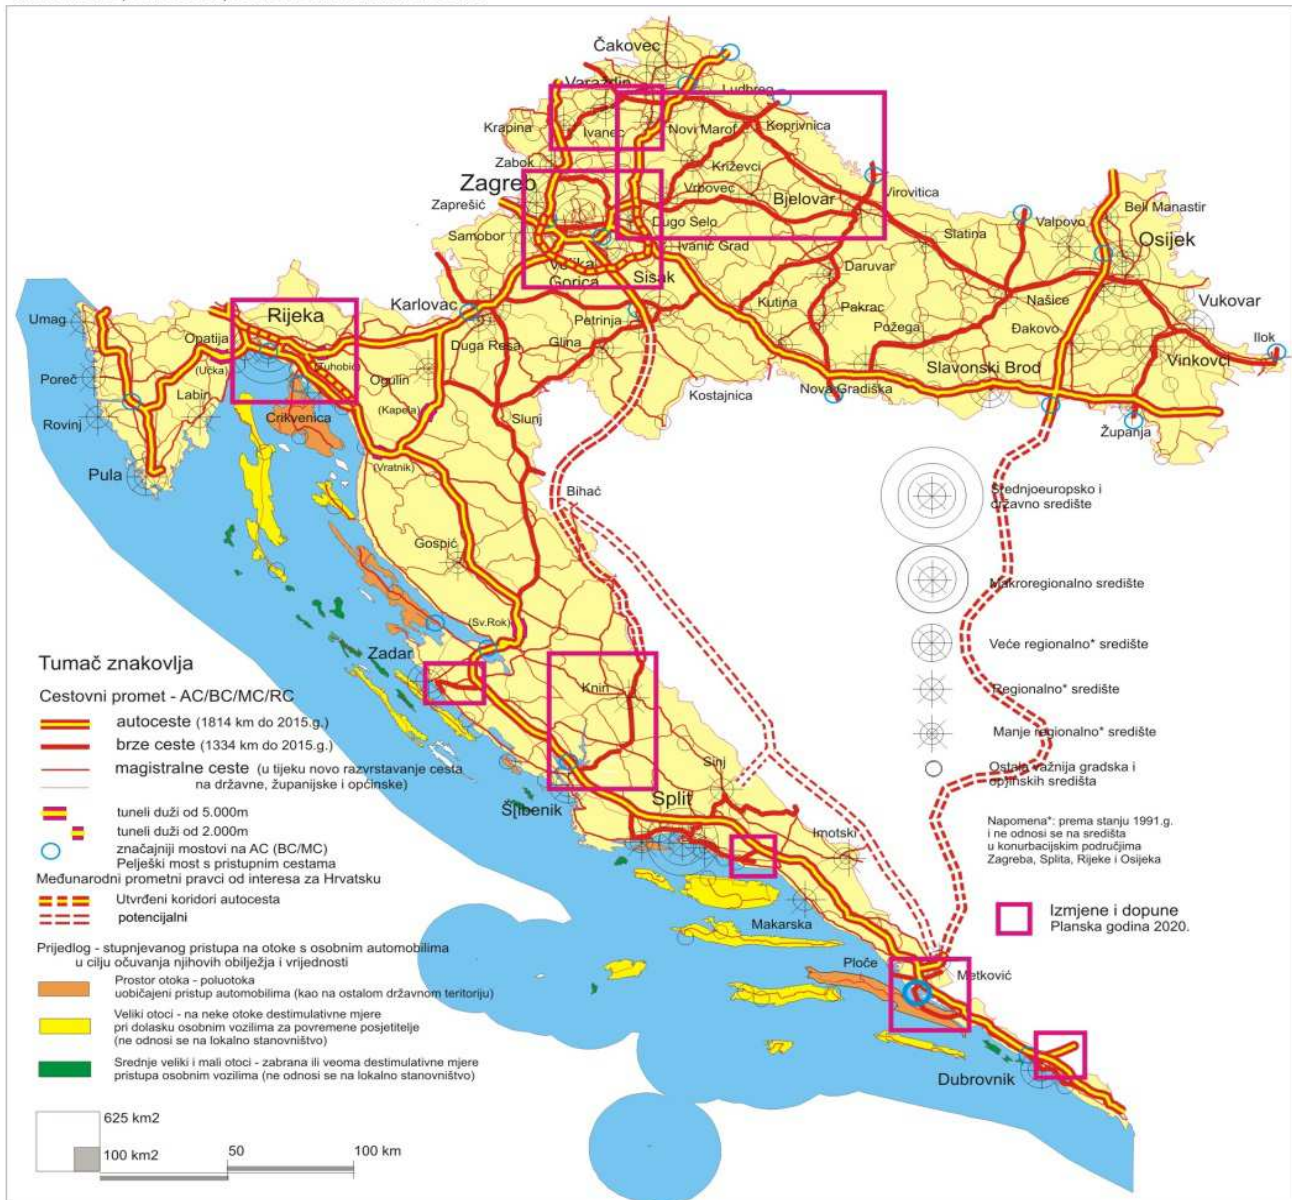 Čakovec
Varaždin
Ludbreg
Krapina
Ivanec
Novi Marof
Koprivnica
Zabok
Križevci
Zagreb
Vrbovec
Bjelovar
Virovitica
Zaprešić
Dugo Selo
Valpovo
Beli Manastir
Samobor
Ivanić Grad
Slatina
Osijek
Velika
Gorica
Sisak
Daruvar
Karlovac
Kutina
Pakrac
Našice
Vukovar
Umag
Rijeka
Petrinja
Požega
Đakovo
Ilok
Opatija
Duga Resa
Glina
(Učka)
(Tuhobić)
Ogulin
Slavonski Brod
Vinkovci
Poreč
Labin
Kostajnica
Nova Gradiška
Rovinj
Crikvenica
(Kapela)
Slunj
Županja
Pula
(Vratnik)
Bihać
Srednjoeuropsko i
državno središte
Gospić
Makroregionalno središte
(Sv.Rok)
Veće regionalno* središte
Zadar
Knin
Regionalno* središte
Manje regionalno* središte
Sinj
Ostala važnija gradska i
općinskih središta
Šibenik
Split
Imotski
Napomena*: prema stanju 1991.g.
i ne odnosi se na središta
u konurbacijskim područjima
Zagreba, Splita, Rijeke i Osijeka
Makarska
Izmjene i dopune
Planska godina 2020.
Ploče
Metković
Dubrovnik
Tumač znakovlja
Cestovni promet - AC/BC/MC/RC
autoceste (1814 km do 2015.g.)
brze ceste (1334 km do 2015.g.)
magistralne ceste (u tijeku novo razvrstavanje cesta
na državne, županijske i općinske)
tuneli duži od 5.000m
tuneli duži od 2.000m
značajniji mostovi na AC (BC/MC)
Pelješki most s pristupnim cestama
Međunarodni prometni pravci od interesa za Hrvatsku
Utvrđeni koridori autocesta
potencijalni
Prijedlog - stupnjevanog pristupa na otoke s osobnim automobilima
u cilju očuvanja njihovih obilježja i vrijednosti
Prostor otoka - poluotoka
uobičajeni pristup automobilima (kao na ostalom državnom teritoriju)
Veliki otoci - na neke otoke destimulativne mjere
pri dolasku osobnim vozilima za povremene posjetitelje
(ne odnosi se na lokalno stanovništvo)
Srednje veliki i mali otoci - zabrana ili veoma destimulativne mjere
pristupa osobnim vozilima (ne odnosi se na lokalno stanovništvo)
625 km2
100 km2
50
100 km